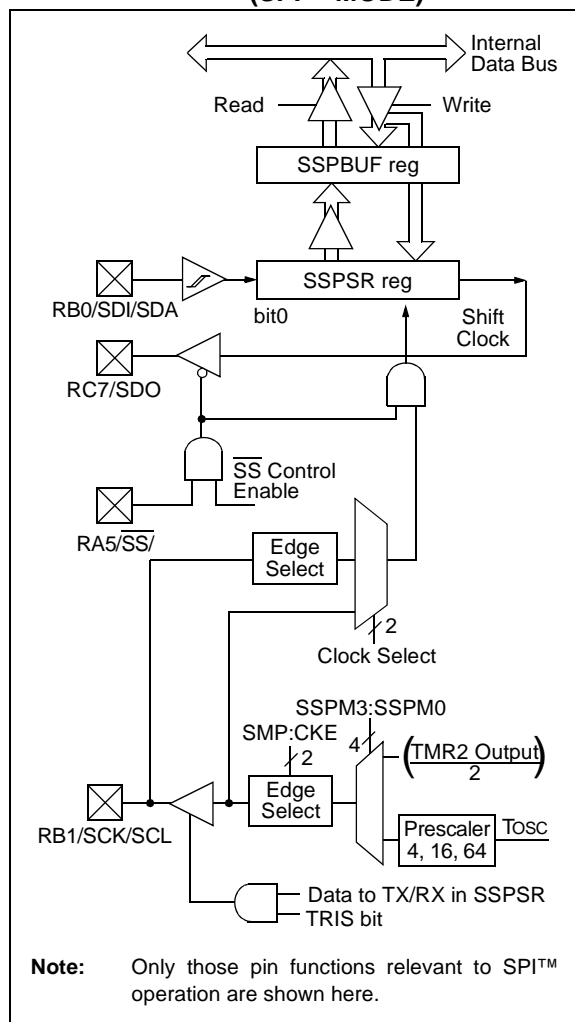 Internal
Data Bus
Read
Write
SSPBUF reg
SSPSR reg
RB0/SDI/SDA
bit0
Shift
Clock
RC7/SDO
SS Control
Enable
RA5/SS/
Edge
Select
2
Clock Select
SSPM3:SSPM0
SMP:CKE
4
2
(TMR2 Output)
2
Edge
Select
RB1/SCK/SCL
Prescaler
4, 16, 64
TOSC
Data to TX/RX in SSPSR
TRIS bit
Note: Only those pin functions relevant to SPI™
operation are shown here.